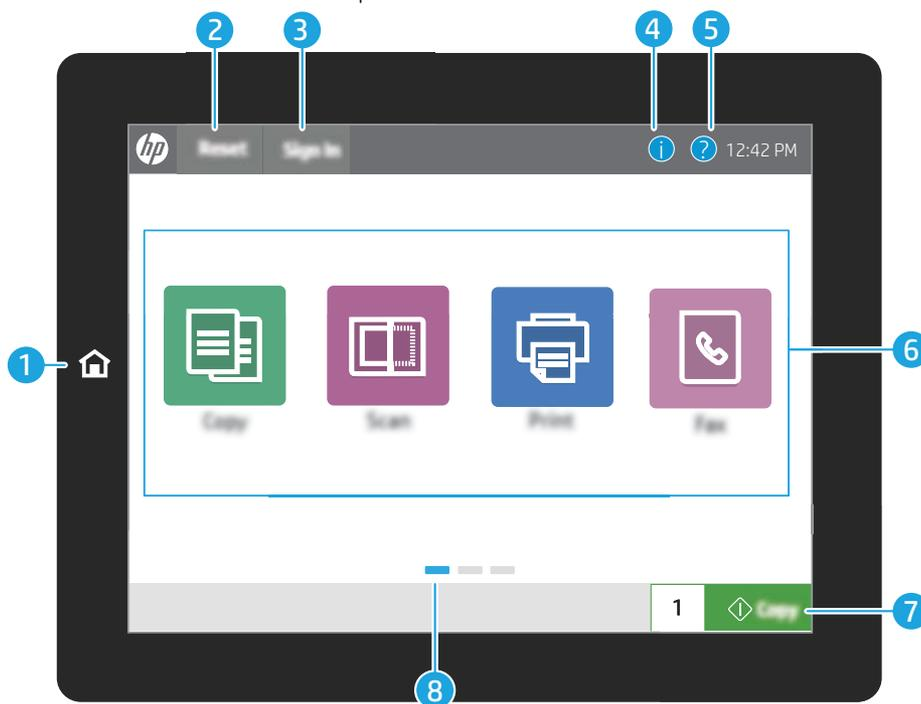 2 3 4 5
hp Reset Sign In i ? 12:42 PM
1 6
Copy Scan Print Fax
1 Copy 7
8